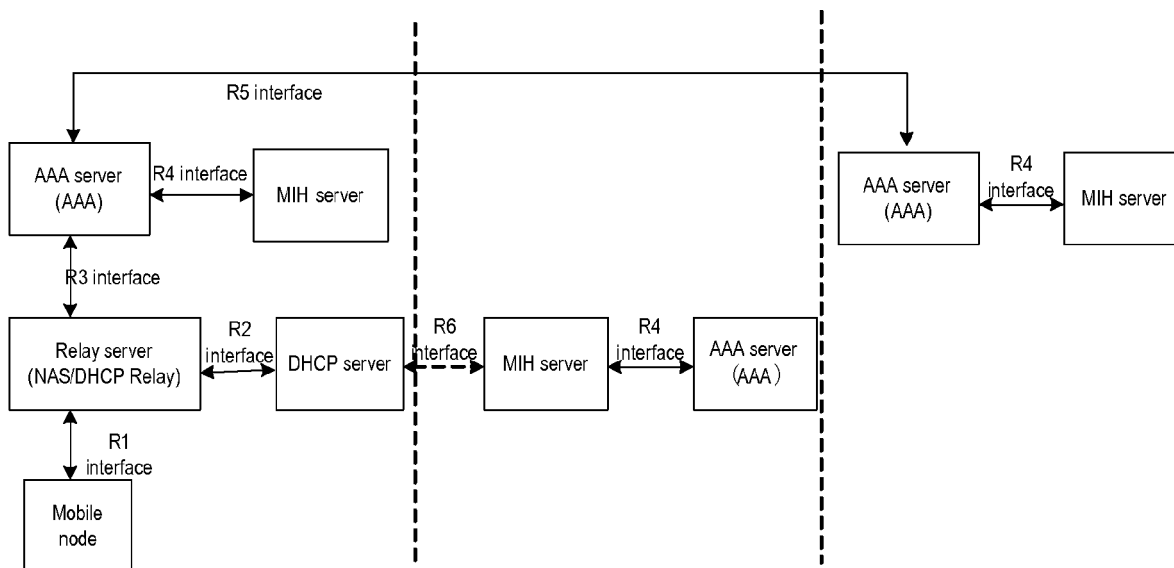 R5 interface
AAA server
(AAA)
R4 interface
MIH server
AAA server
(AAA)
R4
interface
MIH server
R3 interface
Relay server
(NAS/DHCP Relay)
R2
interface
DHCP server
R6
interface
MIH server
R4
interface
AAA server
(AAA)
R1
interface
Mobile
node